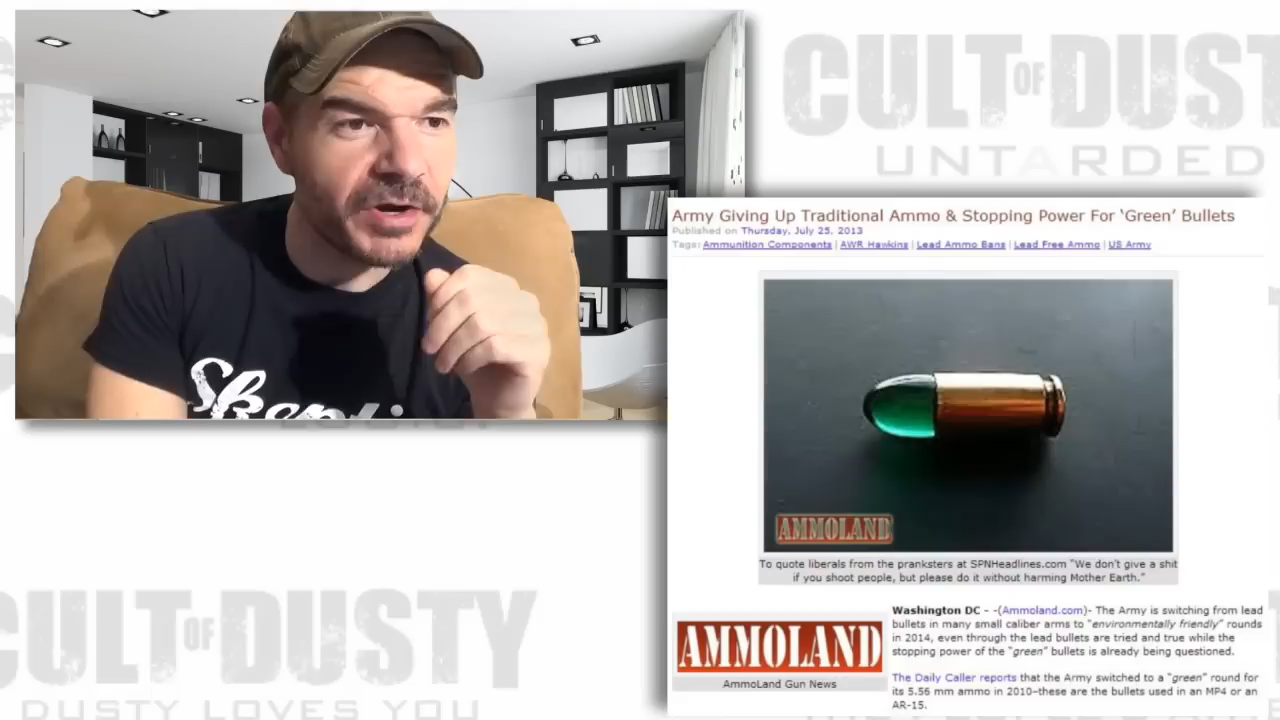 CULT OF DUSTY
UNTARDED
Skepti
Army Giving Up Traditional Ammo & Stopping Power For 'Green' Bullets
Published on Thursday, July 25, 2013
Tags: Ammunition Components | AWR Hawkins | Lead Ammo Bans | Lead Free Ammo | US Army
AMMOLAND
To quote liberals from the pranksters at SPNHeadlines.com "We don't give a shit
if you shoot people, but please do it without harming Mother Earth."
AMMOLAND
AmmoLand Gun News
Washington DC - -(Ammoland.com)- The Army is switching from lead
bullets in many small caliber arms to "environmentally friendly" rounds
in 2014, even through the lead bullets are tried and true while the
stopping power of the "green" bullets is already being questioned.
The Daily Caller reports that the Army switched to a "green" round for
its 5.56 mm ammo in 2010–these are the bullets used in an MP4 or an
AR-15.
CULT OF DUSTY
DUSTY LOVES YOU